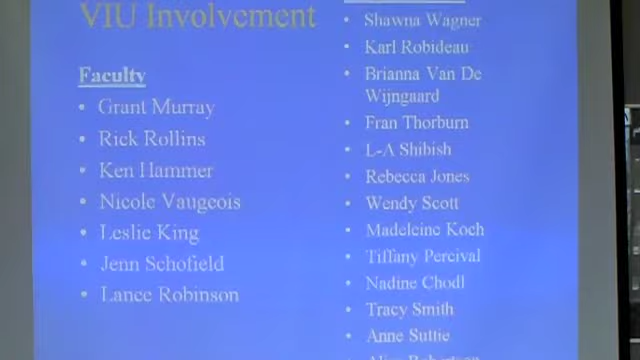 VIU Involvement
Faculty
• Grant Murray
• Rick Rollins
• Ken Hammer
• Nicole Vaugeois
• Leslie King
• Jenn Schofield
• Lance Robinson
• Shawna Wagner
• Karl Robideau
• Brianna Van De
Wijngaard
• Fran Thorburn
• L-A Shibish
• Rebecca Jones
• Wendy Scott
• Madeleine Koch
• Tiffany Percival
• Nadine Chodl
• Tracy Smith
• Anne Suttie